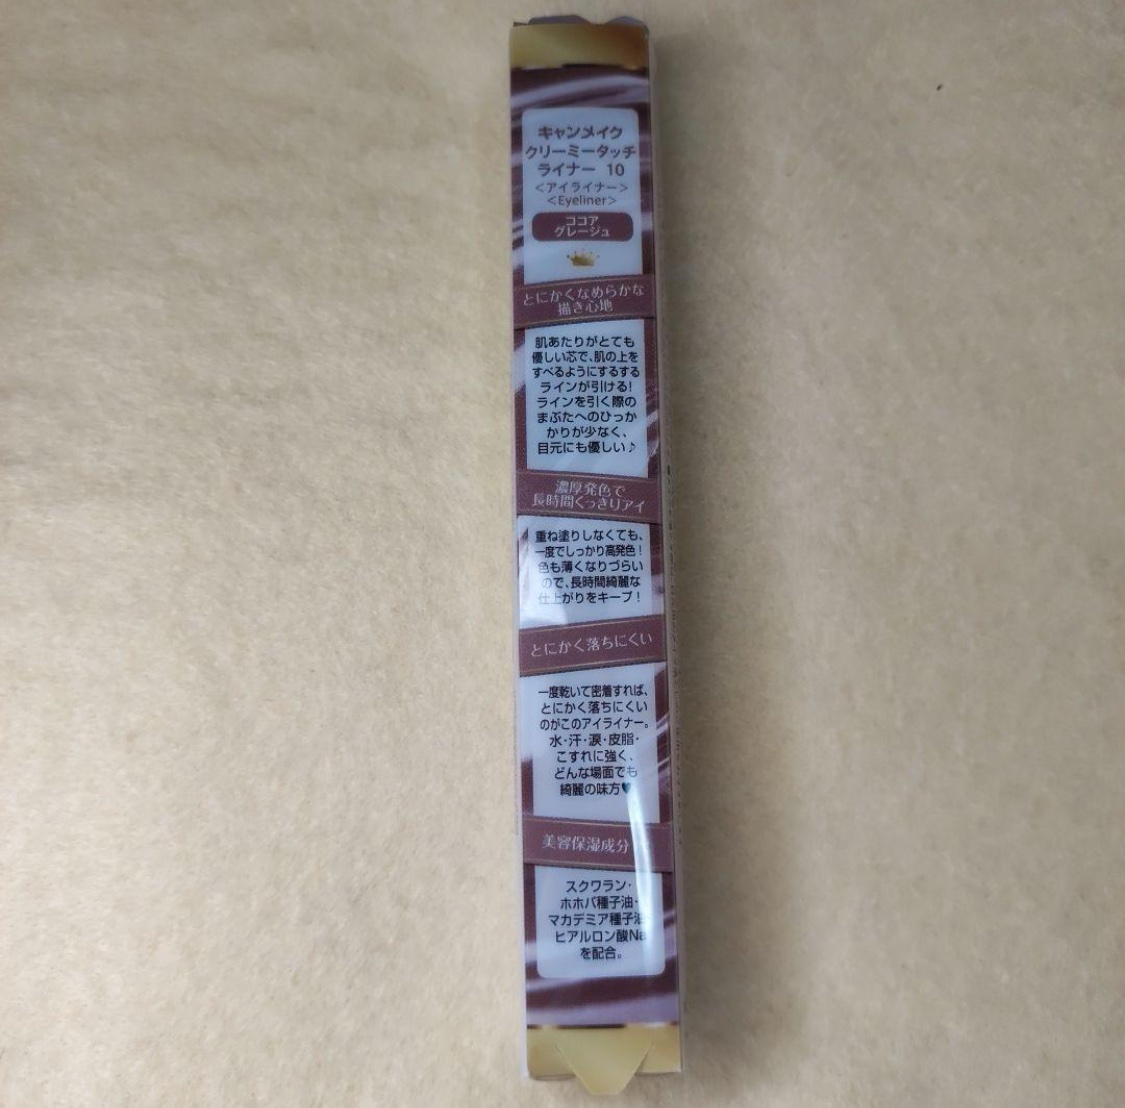 キャンメイク
クリーミータッチ
ライナー 10
<アイライナー>
<Eyeliner>
ココア
グレージュ
とにかくなめらかな
描き心地
肌あたりがとても
優しい芯で、肌の上を
すべるようにするする
ラインが引ける!
ラインを引く際の
まぶたへのひっか
かりが少なく、
目元にも優しい♪
濃厚発色で
長時間くっきりアイ
重ね塗りしなくても、
一度でしっかり高発色!
色も薄くなりづらい
ので、長時間綺麗な
仕上がりをキープ!
とにかく落ちにくい
一度乾いて密着すれば、
とにかく落ちにくい
のがこのアイライナー。
水・汗・涙・皮脂・
こすれに強く、
どんな場面でも
綺麗の味方♥
美容保湿成分
スクワラン・
ホホバ種子油・
マカデミア種子油・
ヒアルロン酸Na
を配合。